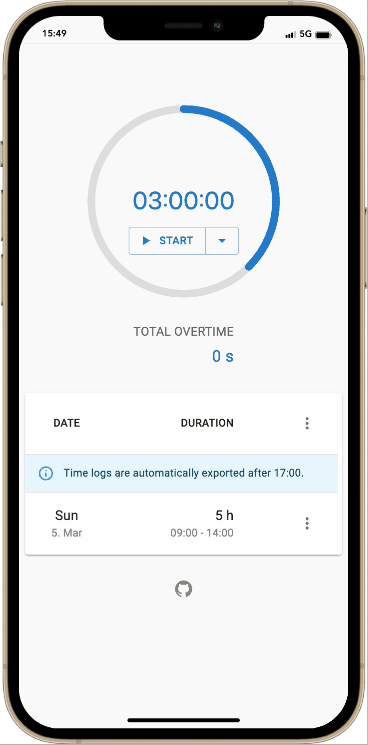 15:49 5G
03:00:00
START
TOTAL OVERTIME
0 s
DATE DURATION
Time logs are automatically exported after 17:00.
Sun 5 h
5. Mar 09:00 - 14:00